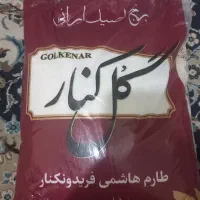 برنج اصیل ایرانی
GOLKENAR
گل کنار
طارم هاشمی فریدونکنار